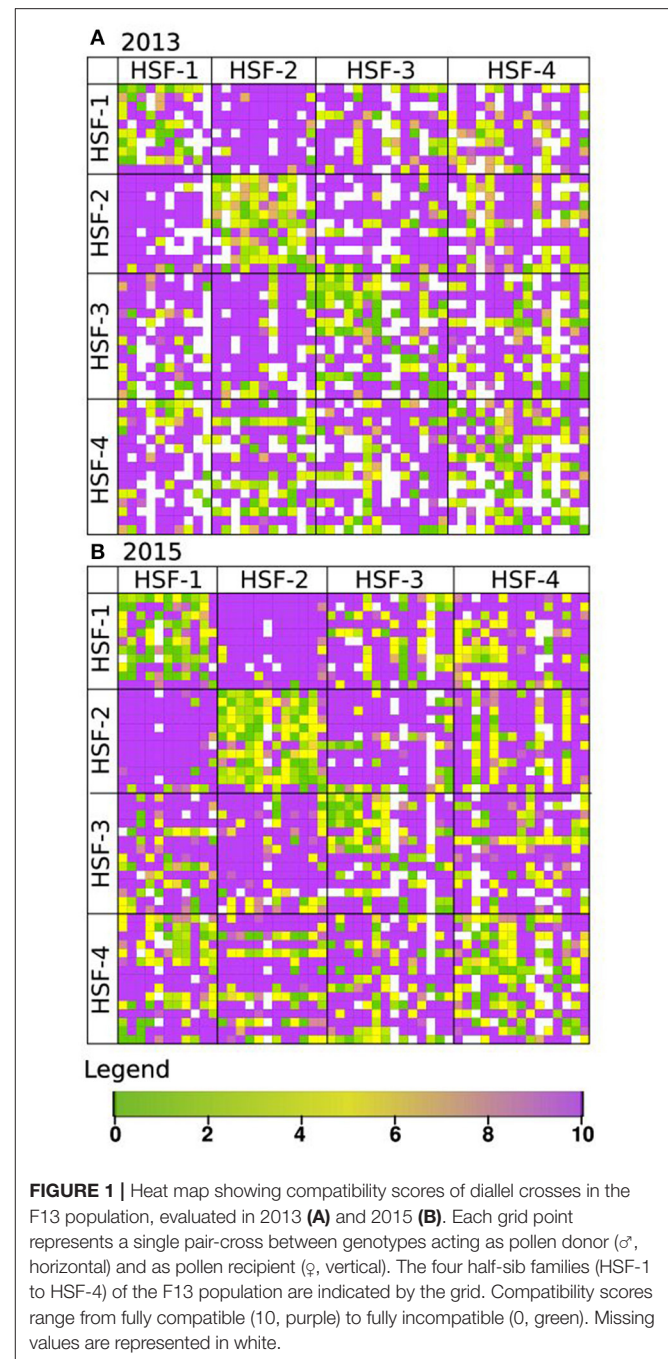 A 2013
HSF-1 HSF-2 HSF-3 HSF-4
HSF-1
HSF-2
HSF-3
HSF-4
B 2015
HSF-1 HSF-2 HSF-3 HSF-4
HSF-1
HSF-2
HSF-3
HSF-4
Legend
0 2 4 6 8 10
FIGURE 1 | Heat map showing compatibility scores of diallel crosses in the
F13 population, evaluated in 2013 (A) and 2015 (B). Each grid point
represents a single pair-cross between genotypes acting as pollen donor (♂,
horizontal) and as pollen recipient (♀, vertical). The four half-sib families (HSF-1
to HSF-4) of the F13 population are indicated by the grid. Compatibility scores
range from fully compatible (10, purple) to fully incompatible (0, green). Missing
values are represented in white.